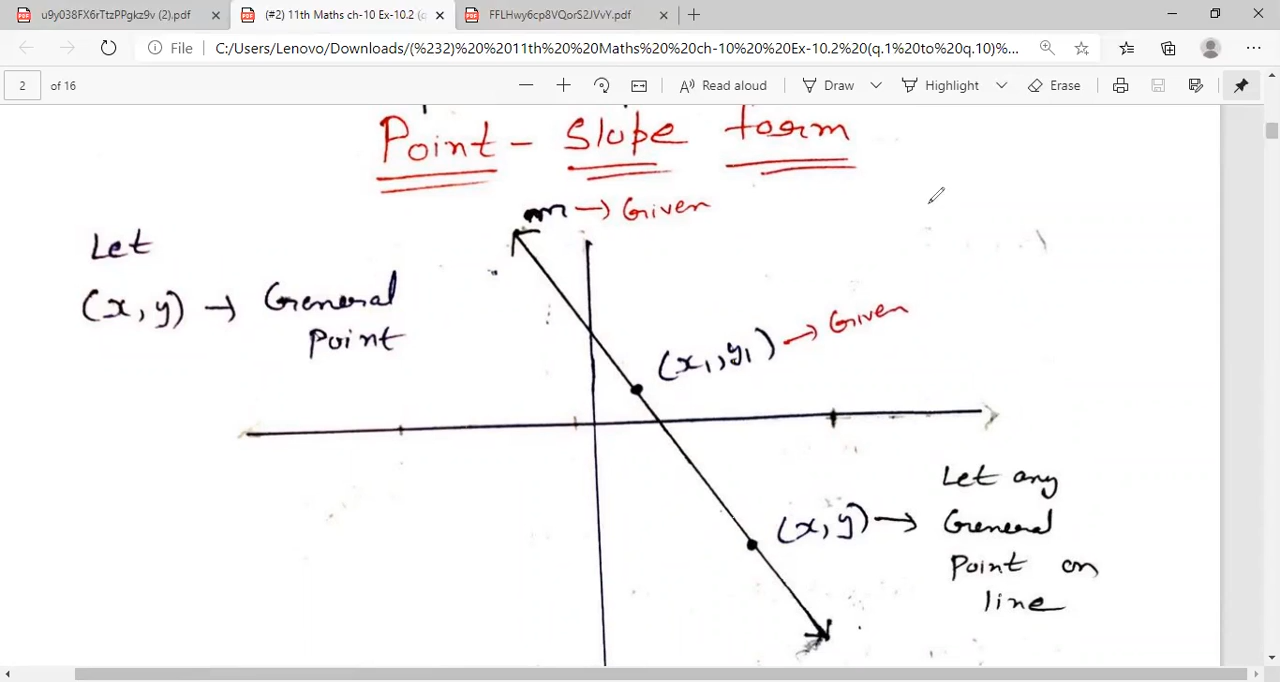 u9y038FX6rTtzPPgkz9v (2).pdf
(#2) 11th Maths ch-10 Ex-10.2 (q
FFLHwy6cp8VQorS2JVvY.pdf
File
C:/Users/Lenovo/Downloads/(%232)%20%2011th%20%20Maths%20%20ch-10%20%20Ex-10.2%20(q.1%20to%20q.10)%...
2 of 16
Read aloud
Draw
Highlight
Erase
Point - Slope form
m → Given
Let
(x, y) → General
Point
(x1, y1) → Given
(x, y) → Let any
General
Point on
line